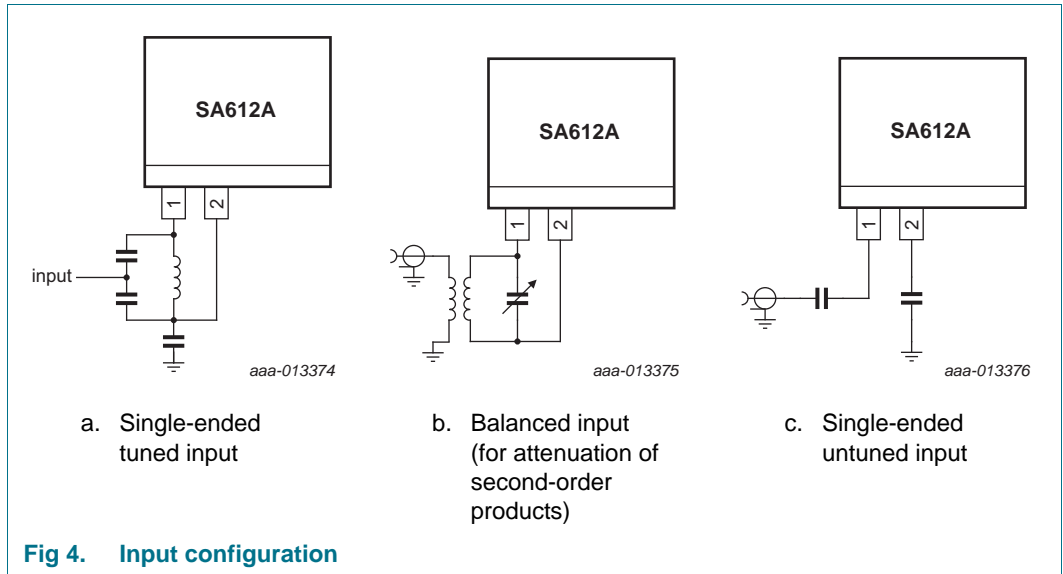 SA612A
1
2
input
aaa-013374
a. Single-ended
tuned input
SA612A
1
2
aaa-013375
b. Balanced input
(for attenuation of
second-order
products)
SA612A
1
2
aaa-013376
c. Single-ended
untuned input
Fig 4. Input configuration